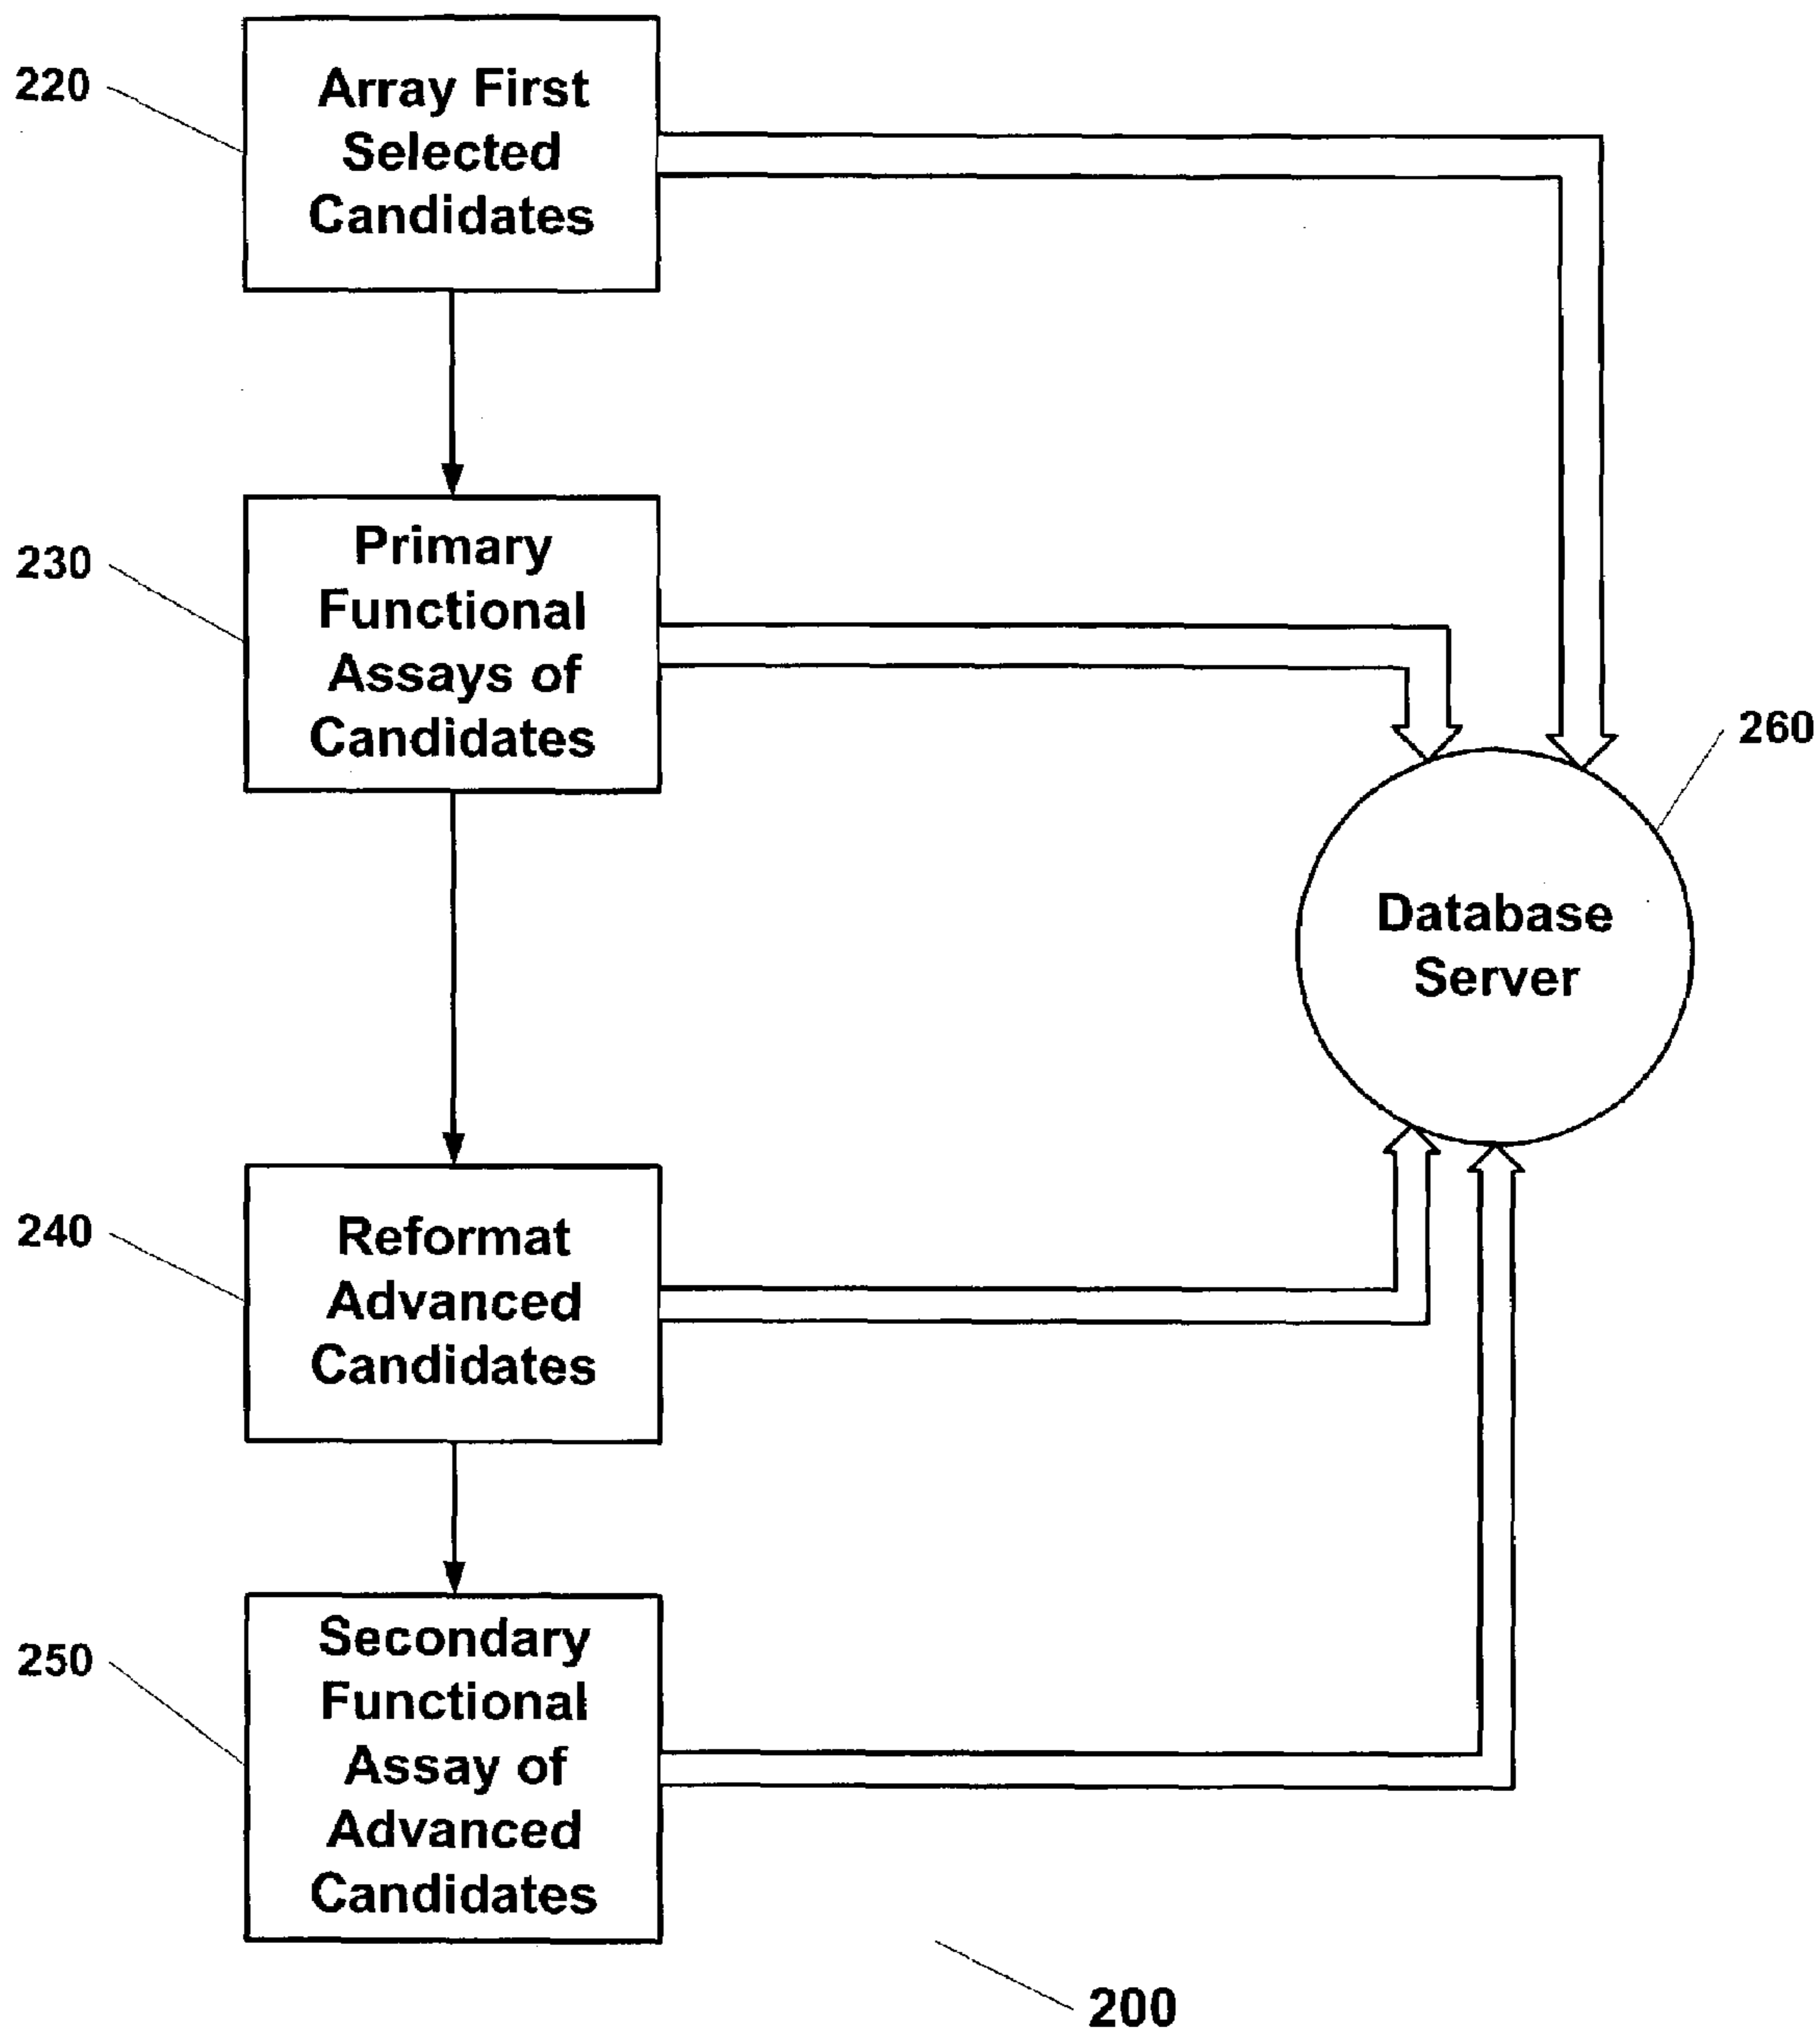 220
Array First
Selected
Candidates
230
Primary
Functional
Assays of
Candidates
260
Database
Server
240
Reformat
Advanced
Candidates
250
Secondary
Functional
Assay of
Advanced
Candidates
200